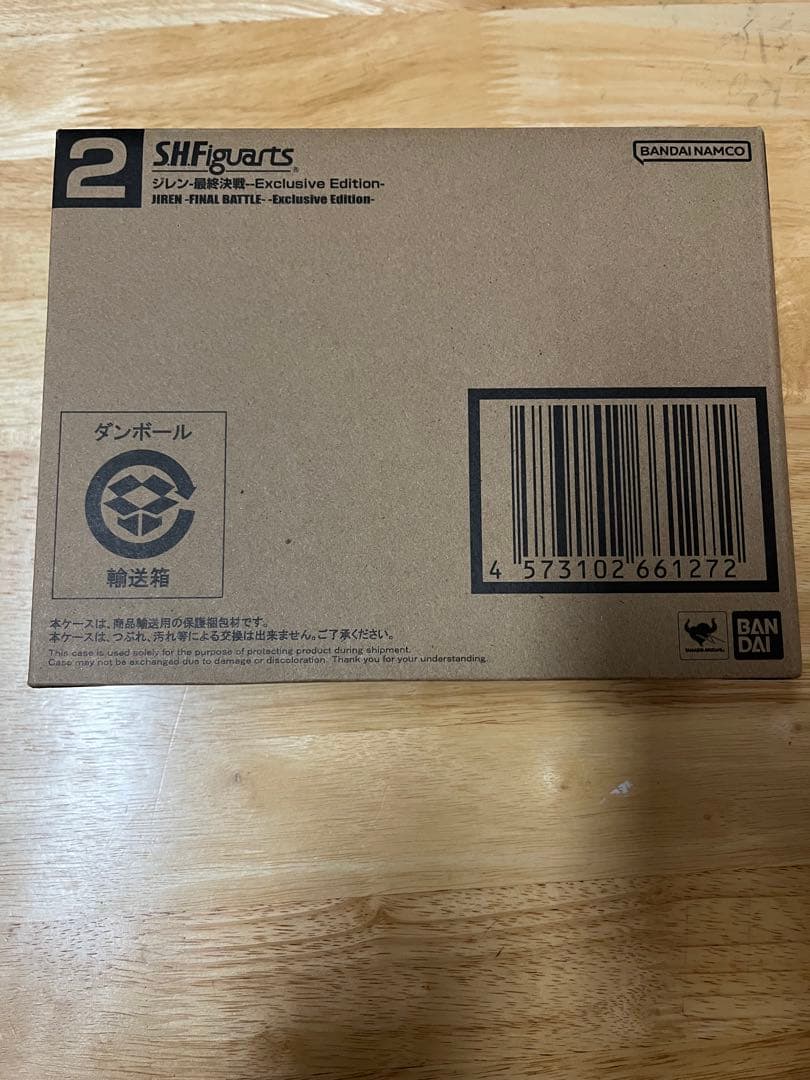 2
S.H.Figuarts®
BANDAI NAMCO
ジレン-最終決戦--Exclusive Edition-
JIREN -FINAL BATTLE- -Exclusive Edition-
ダンボール
輸送箱
4 573102 661272
本ケースは、商品輸送用の保護梱包材です。
本ケースは、つぶれ、汚れ等による交換は出来ません。ご了承ください。
This case is used solely for the purpose of protecting product during shipment.
Case may not be exchanged due to damage or discoloration. Thank you for your understanding.
BAN
DAI